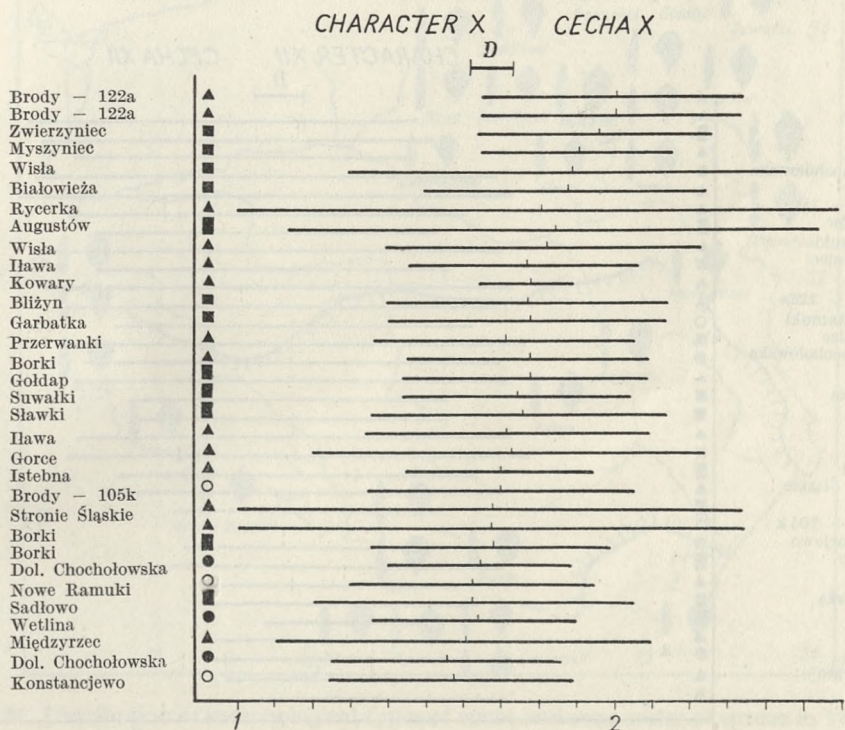 CHARACTER X CECHA X
D
Brody — 122a
Brody — 122a
Zwierzyniec
Myszyniec
Wisła
Białowieża
Rycerka
Augustów
Wisła
Iława
Kowary
Bliżyn
Garbatka
Przerwanki
Borki
Gołdap
Suwałki
Sławki
Iława
Gorce
Istebna
Brody — 105k
Stronie Śląskie
Borki
Borki
Dol. Chochołowska
Nowe Ramuki
Sadłowo
Wetlina
Międzyrzec
Dol. Chochołowska
Konstancjewo
1 2